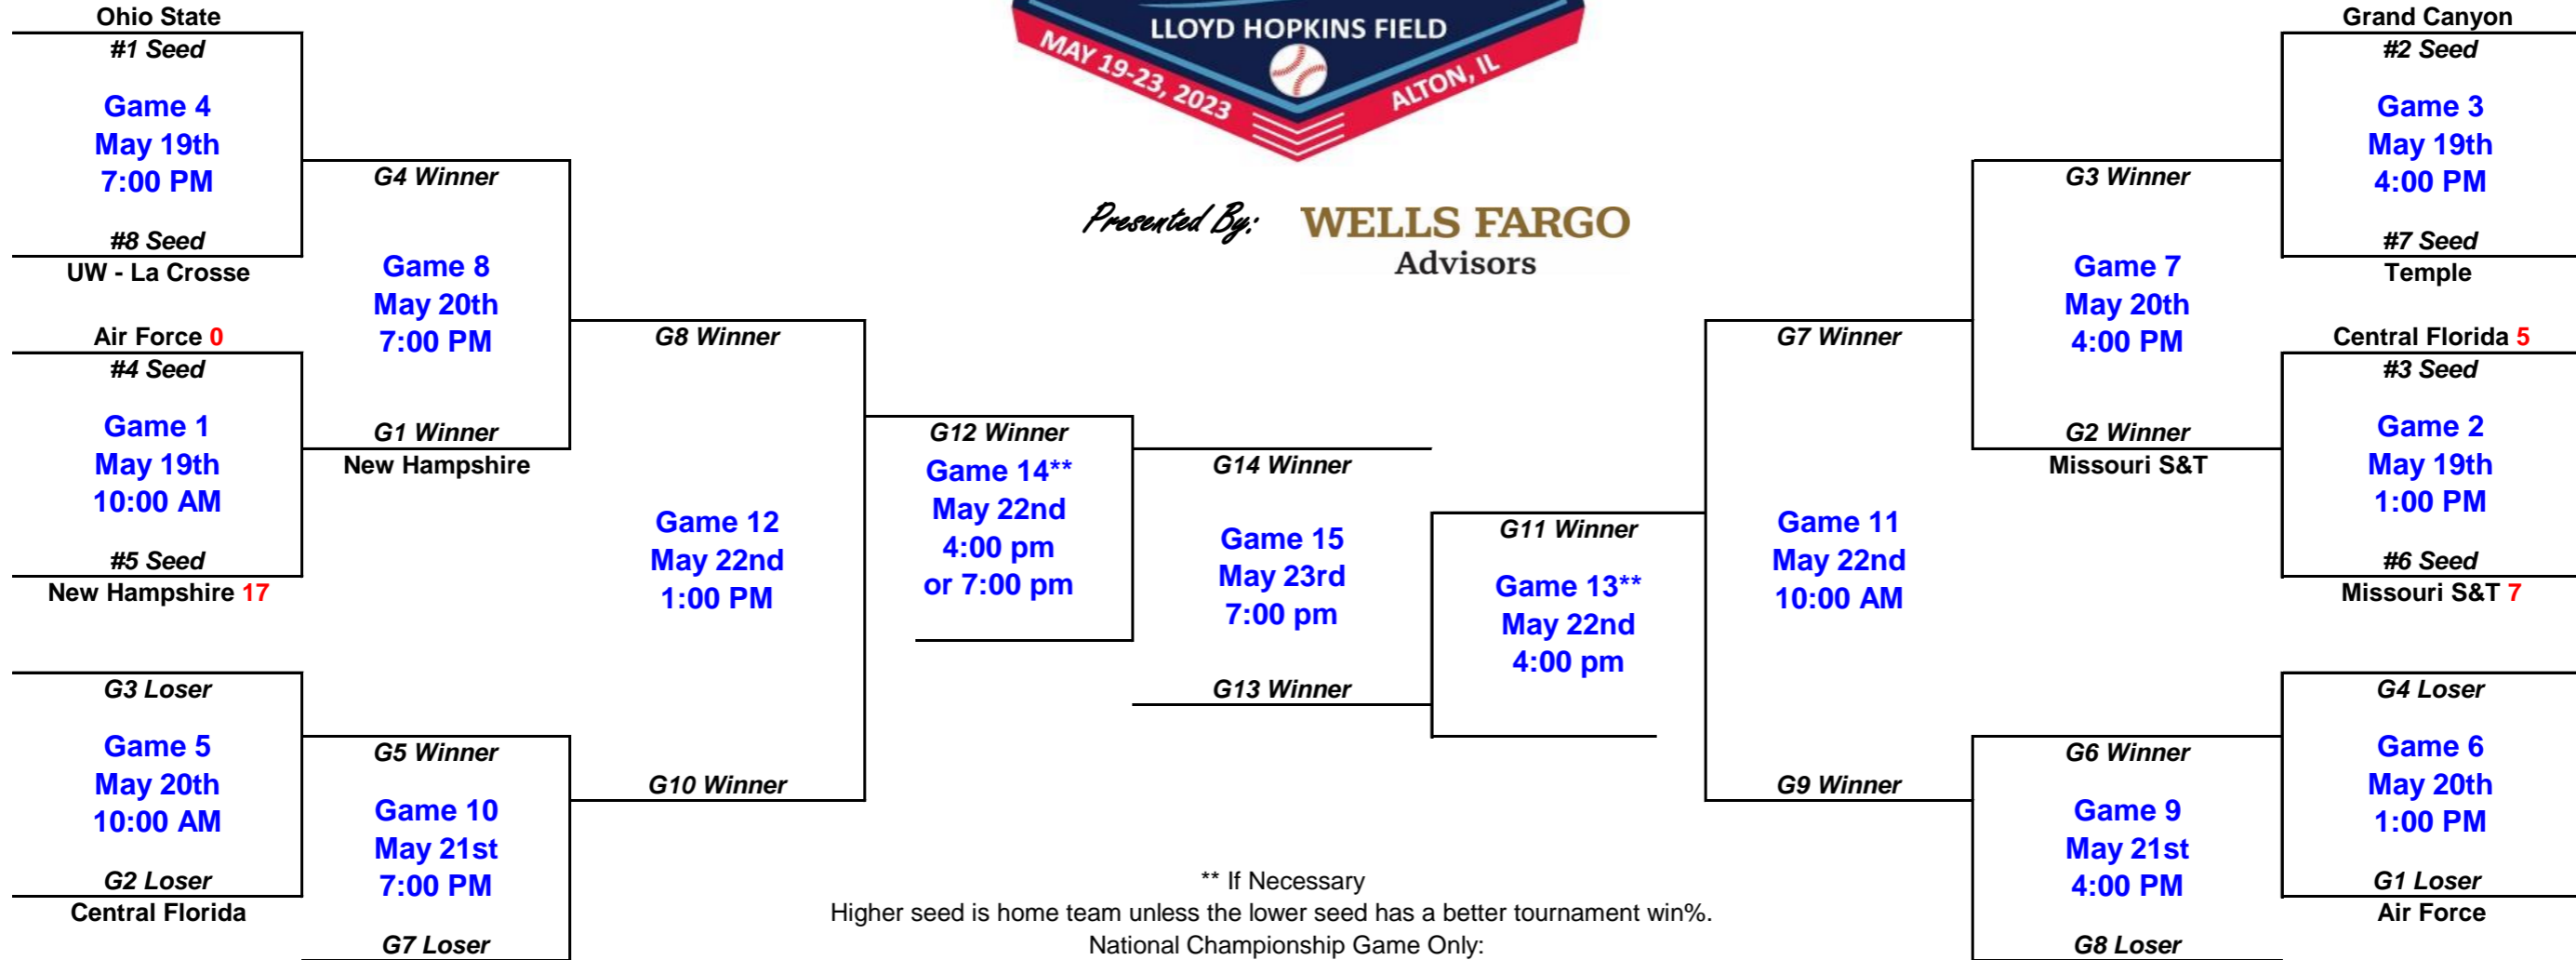 Ohio State
#1 Seed
Game 4
May 19th
7:00 PM
#8 Seed
UW - La Crosse
Air Force 0
#4 Seed
Game 1
May 19th
10:00 AM
#5 Seed
New Hampshire 17
G3 Loser
Game 5
May 20th
10:00 AM
G2 Loser
Central Florida
G4 Winner
Game 8
May 20th
7:00 PM
G1 Winner
New Hampshire
G5 Winner
Game 10
May 21st
7:00 PM
G7 Loser
G8 Winner
Game 12
May 22nd
1:00 PM
G10 Winner
G12 Winner
Game 14**
May 22nd
4:00 pm
or 7:00 pm
LLOYD HOPKINS FIELD
MAY 19-23, 2023
ALTON, IL
Presented By:
WELLS FARGO
Advisors
G14 Winner
Game 15
May 23rd
7:00 pm
G13 Winner
G11 Winner
Game 13**
May 22nd
4:00 pm
** If Necessary
Higher seed is home team unless the lower seed has a better tournament win%.
National Championship Game Only:
G7 Winner
Game 11
May 22nd
10:00 AM
G9 Winner
G3 Winner
Game 7
May 20th
4:00 PM
G2 Winner
Missouri S&T
G6 Winner
Game 9
May 21st
4:00 PM
G8 Loser
Grand Canyon
#2 Seed
Game 3
May 19th
4:00 PM
#7 Seed
Temple
Central Florida 5
#3 Seed
Game 2
May 19th
1:00 PM
#6 Seed
Missouri S&T 7
G4 Loser
Game 6
May 20th
1:00 PM
G1 Loser
Air Force